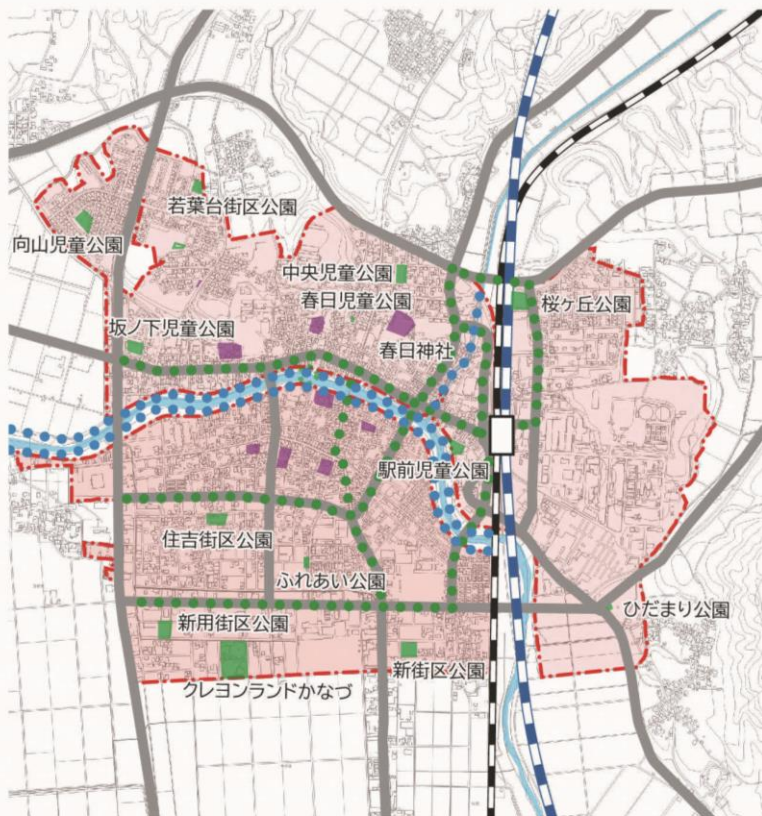 若葉台街区公園
向山児童公園
中央児童公園
春日児童公園
桜ヶ丘公園
坂ノ下児童公園
春日神社
駅前児童公園
住吉街区公園
ふれあい公園
ひだまり公園
新用街区公園
新街区公園
クレヨンランドかなづ